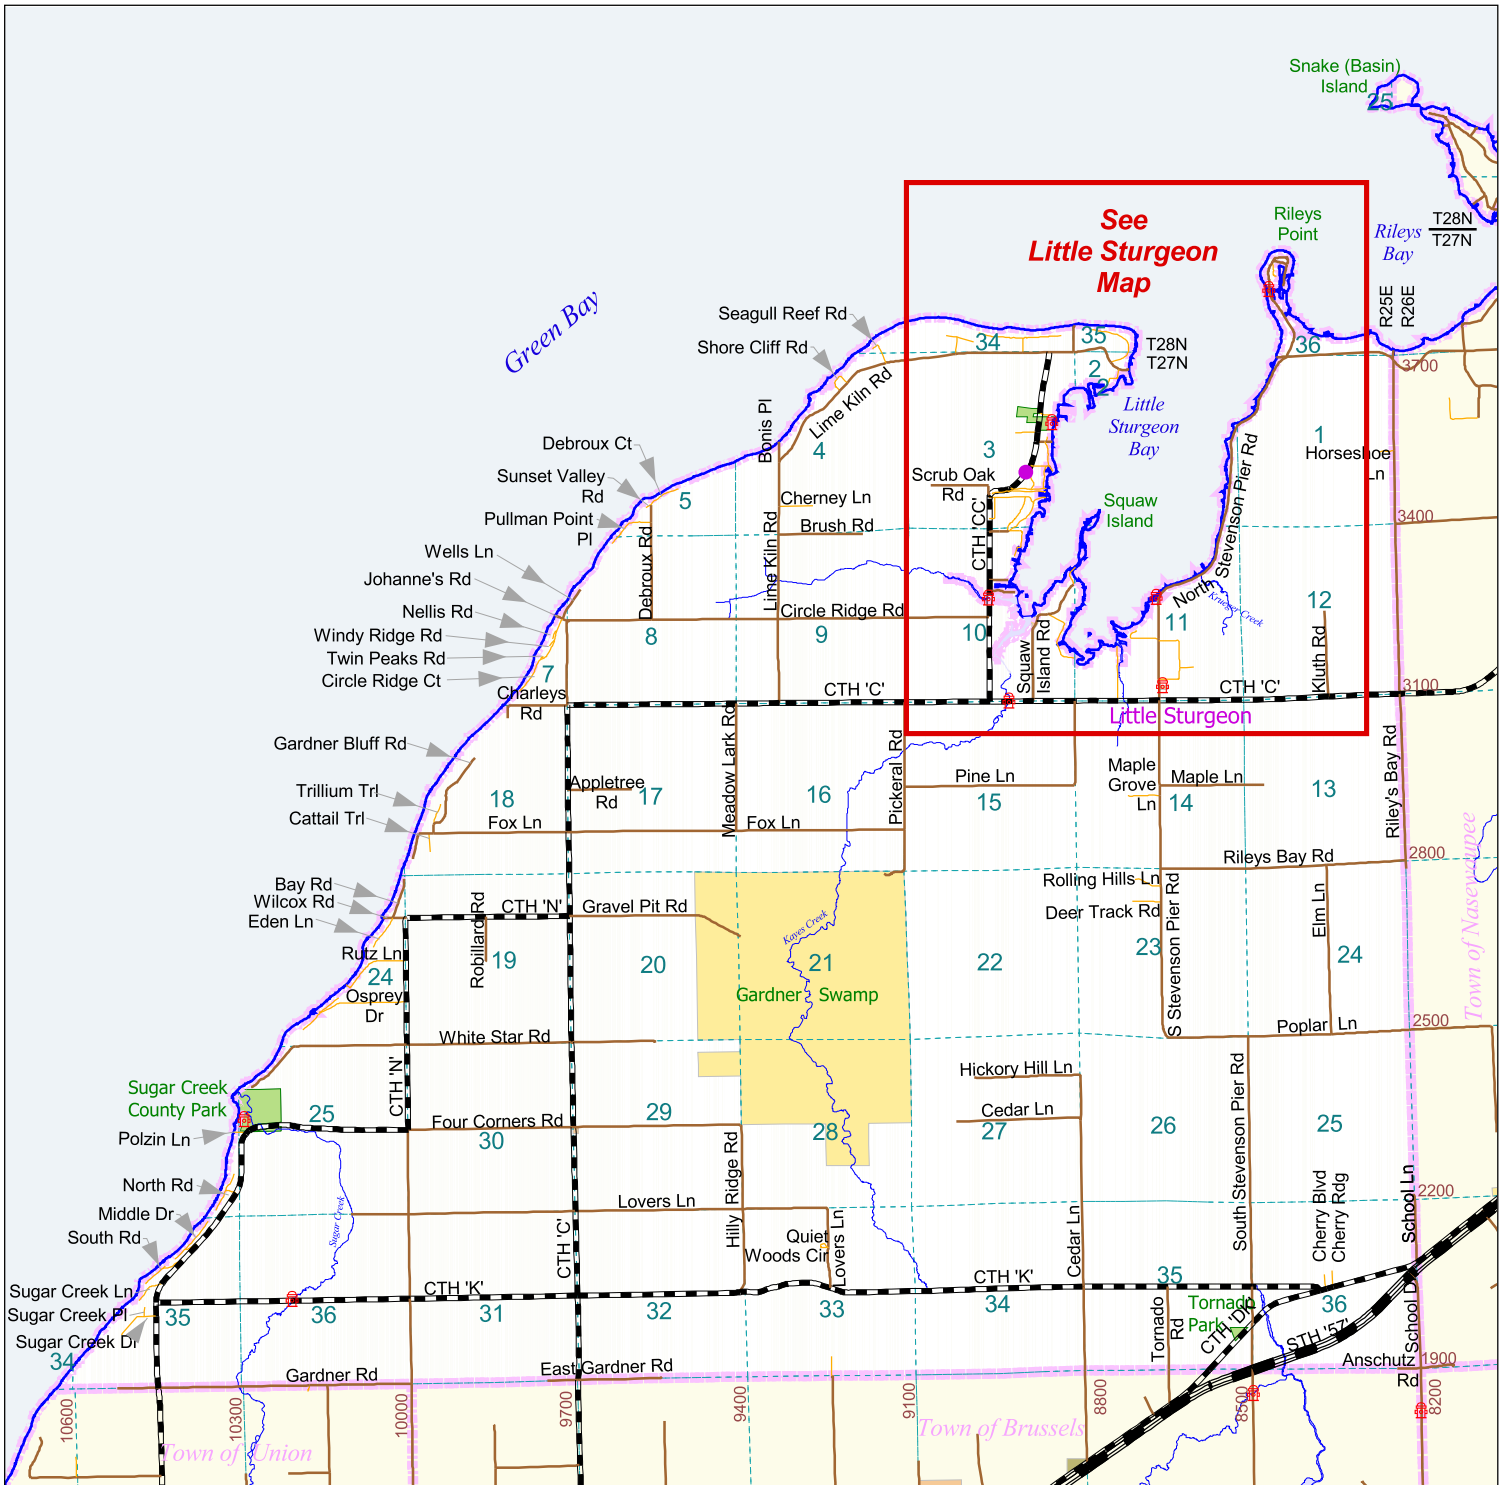 Snake (Basin)
Island
25
See
Little Sturgeon
Map
Rileys
Point
Rileys
Bay
T28N
T27N
Green Bay
R25E
R26E
Seagull Reef Rd
Shore Cliff Rd
34
35
T28N
T27N
36
3700
2
2
Lime Kiln Rd
Bonis Pl
Little
Sturgeon
Bay
Debroux Ct
4
3
1
Horseshoe
Ln
Sunset Valley
Rd
5
Scrub Oak
Rd
Cherney Ln
Brush Rd
Squaw
Island
North Stevenson Pier Rd
3400
Pullman Point
Pl
Wells Ln
Johanne's Rd
Debroux Rd
Lime Kiln Rd
CTH 'CC'
Krueger Creek
Nellis Rd
Circle Ridge Rd
12
Windy Ridge Rd
8
9
10
11
Twin Peaks Rd
Squaw
Island Rd
Kluth Rd
Circle Ridge Ct
7
Charleys
Rd
CTH 'C'
CTH 'C'
3100
Little Sturgeon
Gardner Bluff Rd
Meadow Lark Rd
Pickeral Rd
Riley's Bay Rd
Trillium Trl
18
Appletree
Rd
17
16
Pine Ln
15
Maple
Grove
Ln
Maple Ln
14
13
Cattail Trl
Fox Ln
Fox Ln
Town of Nasewaupee
Rileys Bay Rd
2800
Bay Rd
Wilcox Rd
Eden Ln
CTH 'N'
Robillard Rd
Gravel Pit Rd
Kayes Creek
Rolling Hills Ln
Deer Track Rd
S Stevenson Pier Rd
Elm Ln
Rutz Ln
24
19
20
21
22
23
24
Osprey
Dr
Gardner Swamp
Poplar Ln
2500
White Star Rd
Sugar Creek
County Park
CTH 'N'
Hickory Hill Ln
South Stevenson Pier Rd
25
Four Corners Rd
29
Cedar Ln
Polzin Ln
30
28
27
26
25
North Rd
Hilly Ridge Rd
Cherry Blvd
Cherry Rdg
School Ln
2200
Middle Dr
Sugar Creek
Lovers Ln
South Rd
CTH 'C'
Quiet
Woods Cir
Lovers Ln
Cedar Ln
Sugar Creek Ln
Sugar Creek Pl
Sugar Creek Dr
CTH 'K'
CTH 'K'
35
35
36
31
32
33
34
Tornado
Park
36
Tornado
Rd
CTH 'DK'
STH '57'
School Dr
34
Gardner Rd
East Gardner Rd
Anschutz
Rd
1900
10600
10300
10000
9700
9400
9100
8800
8500
8200
Town of Union
Town of Brussels